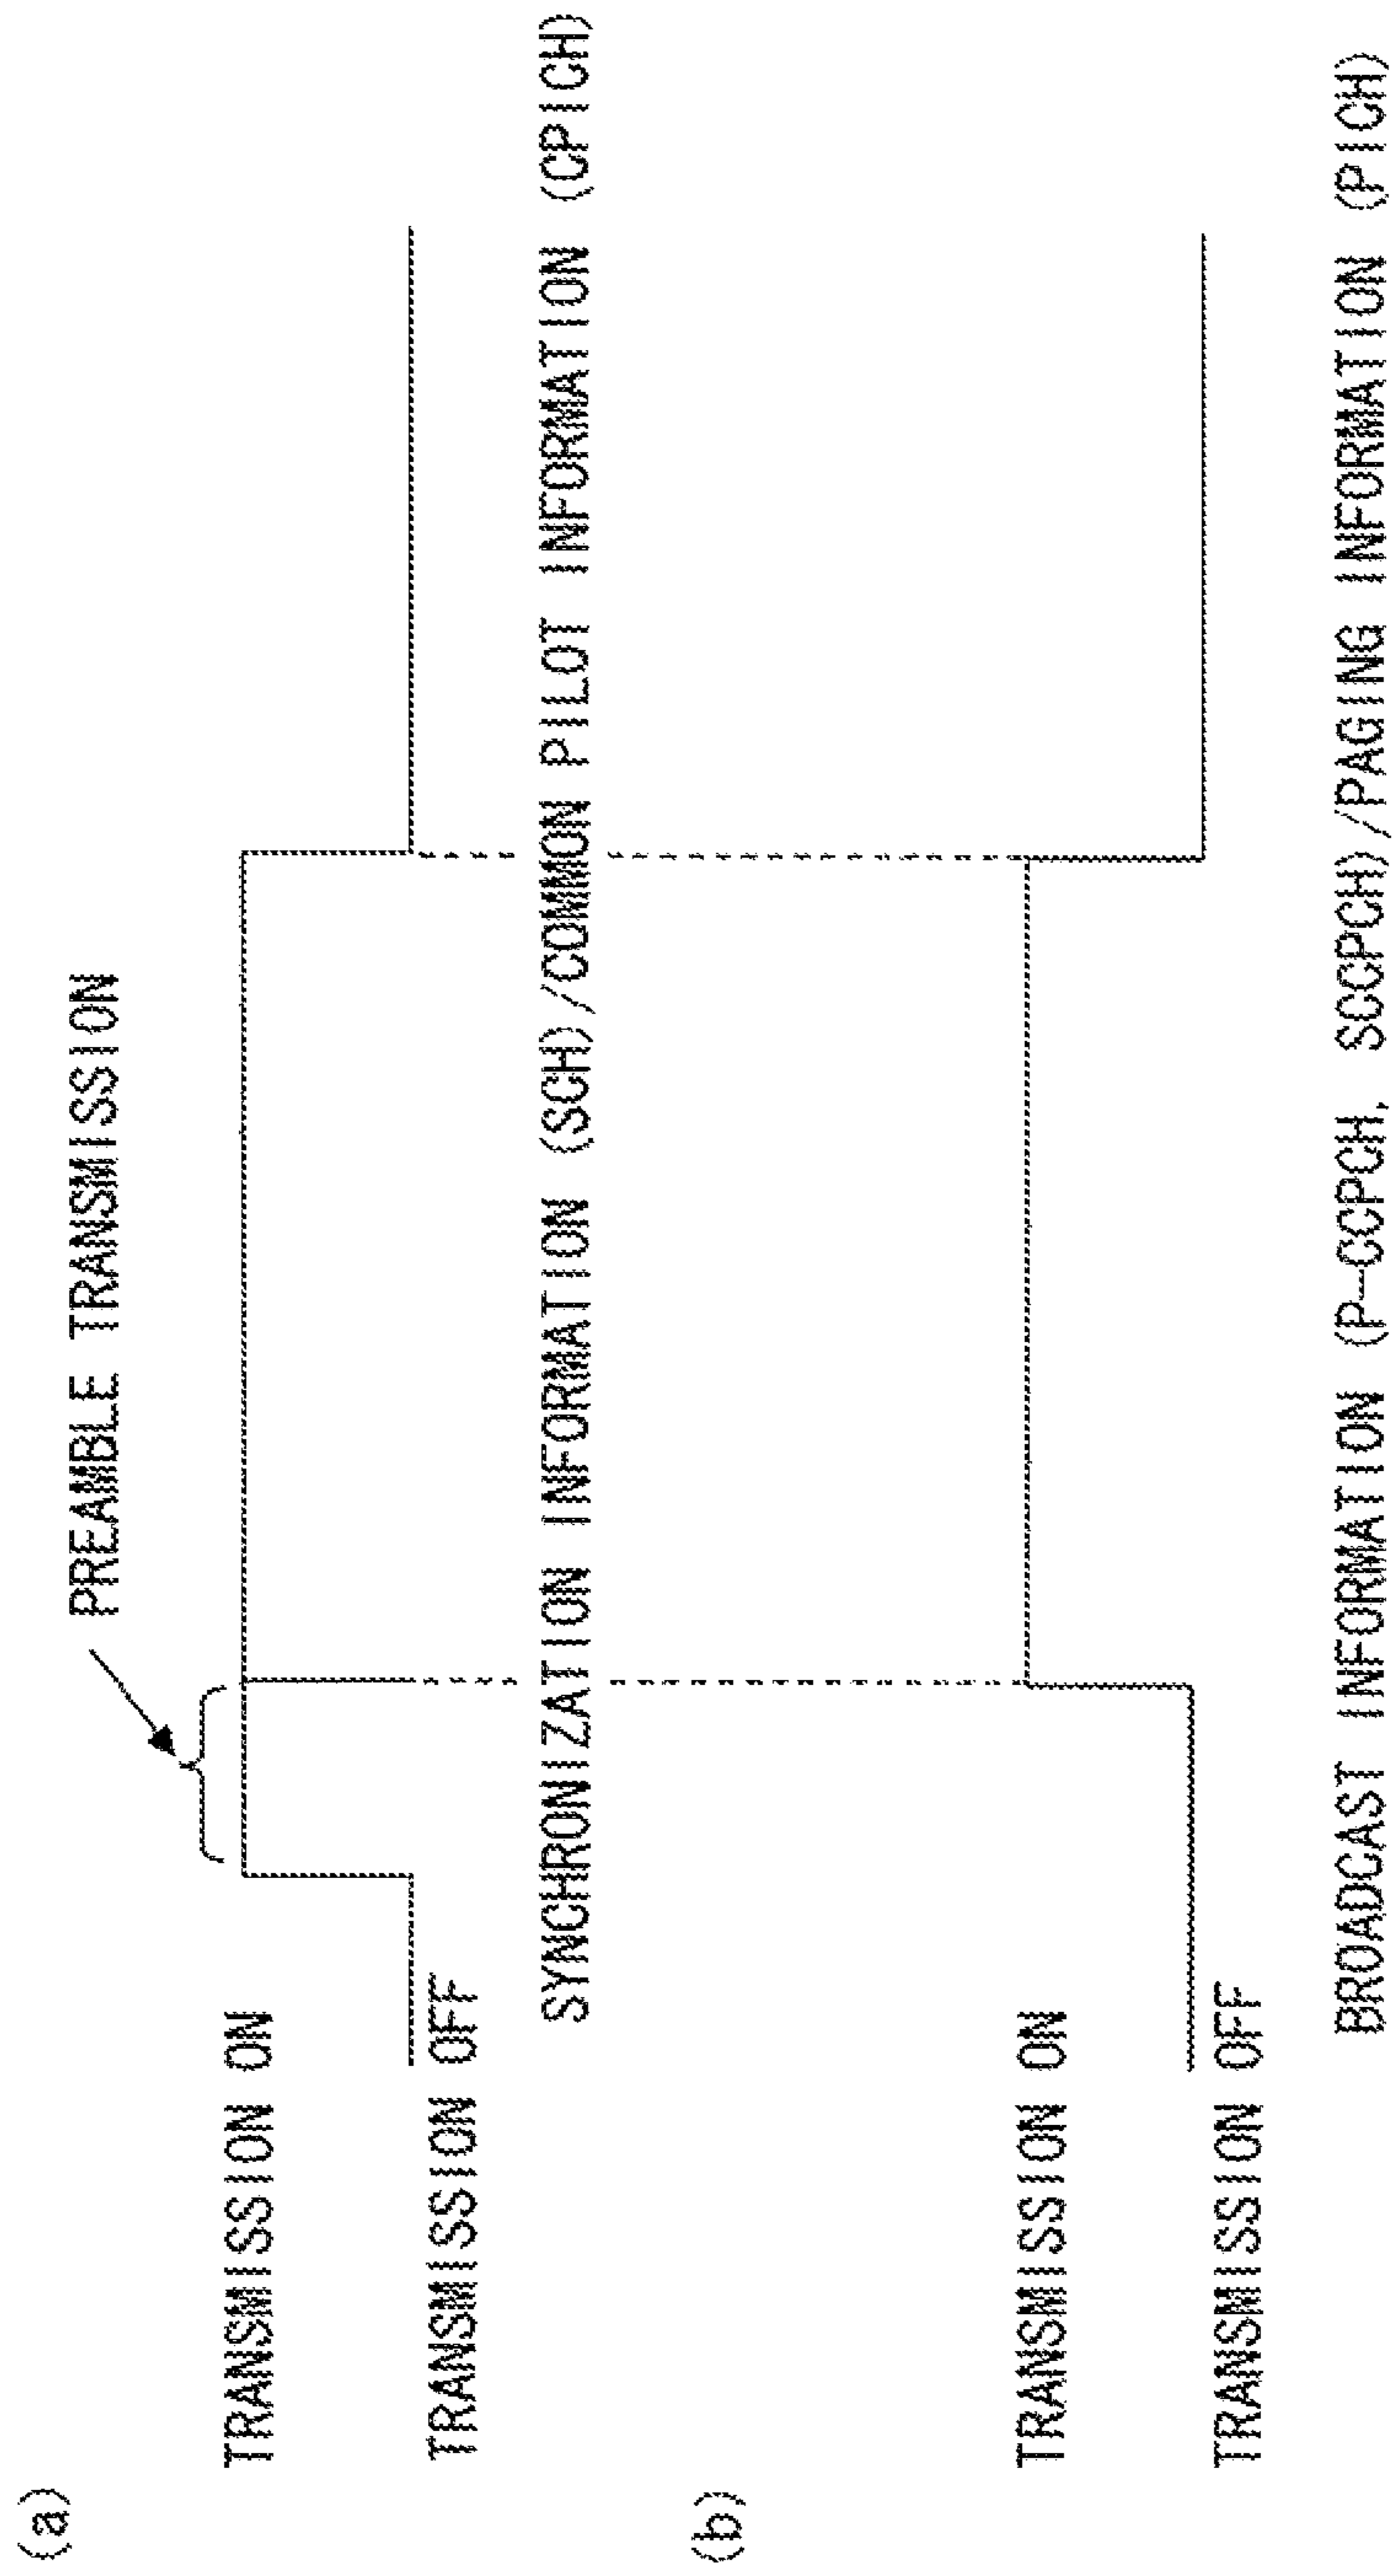 (a)
PREAMBLE TRANSMISSION
TRANSMISSION ON
TRANSMISSION OFF
SYNCHRONIZATION INFORMATION (SCH)/COMMON PILOT INFORMATION (CPICH)
(b)
TRANSMISSION ON
TRANSMISSION OFF
BROADCAST INFORMATION (P-CCPCH, SCCPCH)/PAGING INFORMATION (PICH)